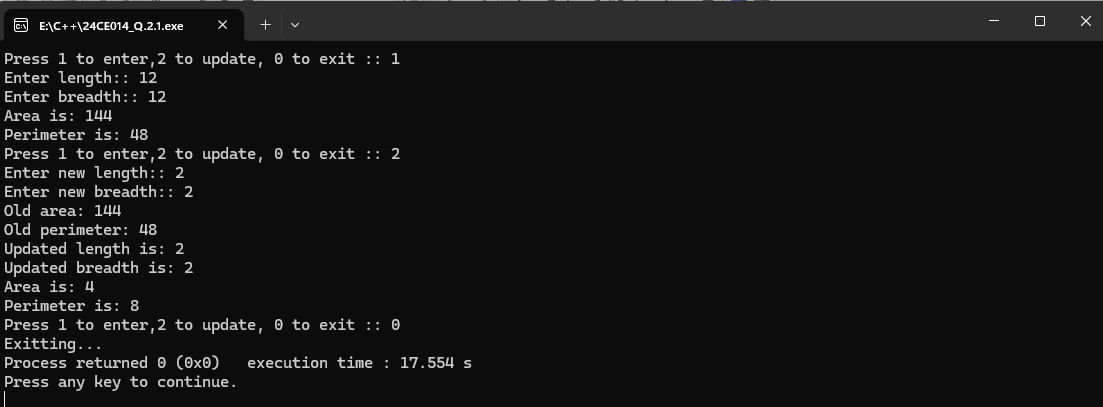 E:\C++\24CE014_Q.2.1.exe
Press 1 to enter,2 to update, 0 to exit :: 1
Enter length:: 12
Enter breadth:: 12
Area is: 144
Perimeter is: 48
Press 1 to enter,2 to update, 0 to exit :: 2
Enter new length:: 2
Enter new breadth:: 2
Old area: 144
Old perimeter: 48
Updated length is: 2
Updated breadth is: 2
Area is: 4
Perimeter is: 8
Press 1 to enter,2 to update, 0 to exit :: 0
Exitting...
Process returned 0 (0x0)   execution time : 17.554 s
Press any key to continue.